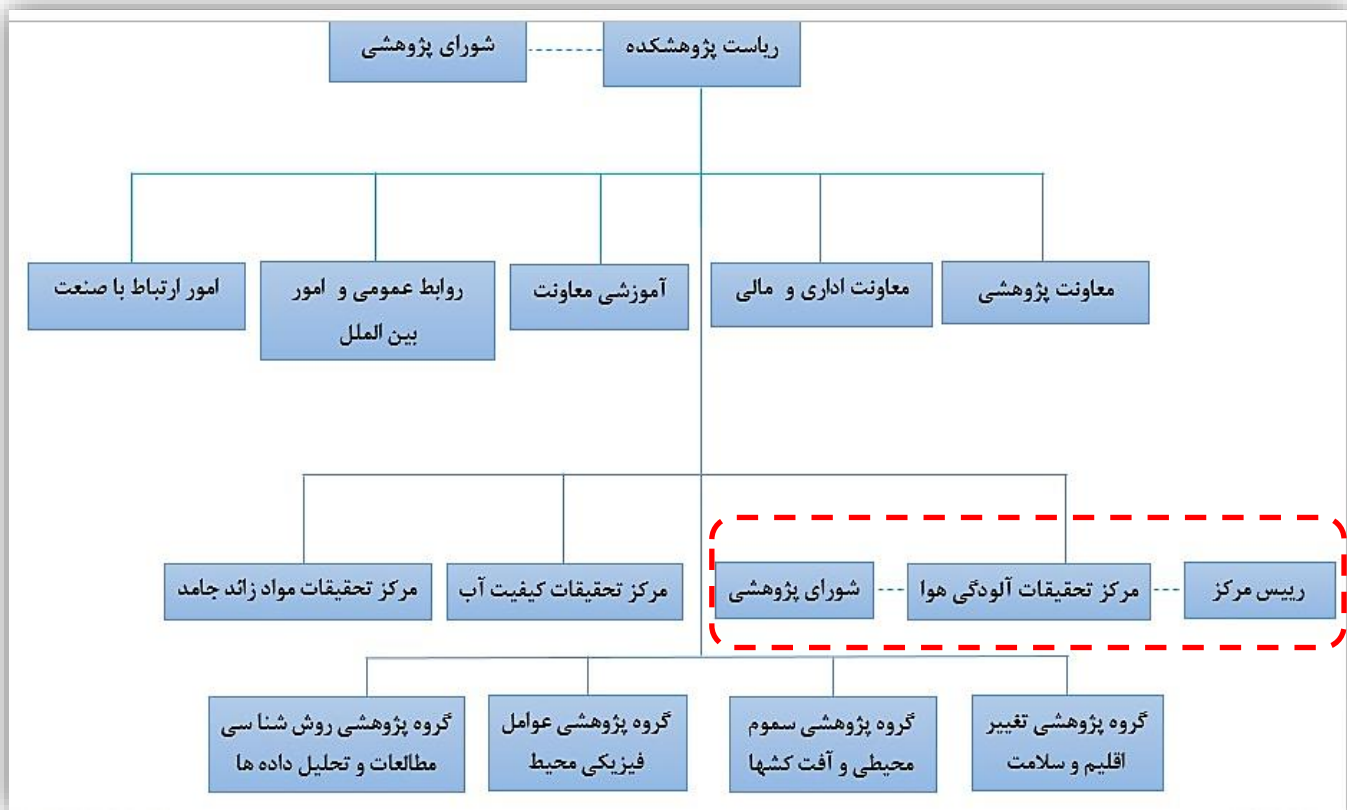 ریاست پژوهشکده
شورای پژوهشی
معاونت پژوهشی
معاونت اداری و مالی
آموزشی معاونت
روابط عمومی و امور
بین الملل
امور ارتباط با صنعت
رییس مرکز
مرکز تحقیقات آلودگی هوا
شورای پژوهشی
مرکز تحقیقات کیفیت آب
مرکز تحقیقات مواد زائد جامد
گروه پژوهشی تغییر
اقلیم و سلامت
گروه پژوهشی سموم
محیطی و آفت کشها
گروه پژوهشی عوامل
فیزیکی محیط
گروه پژوهشی روش شنا سی
مطالعات و تحلیل داده ها